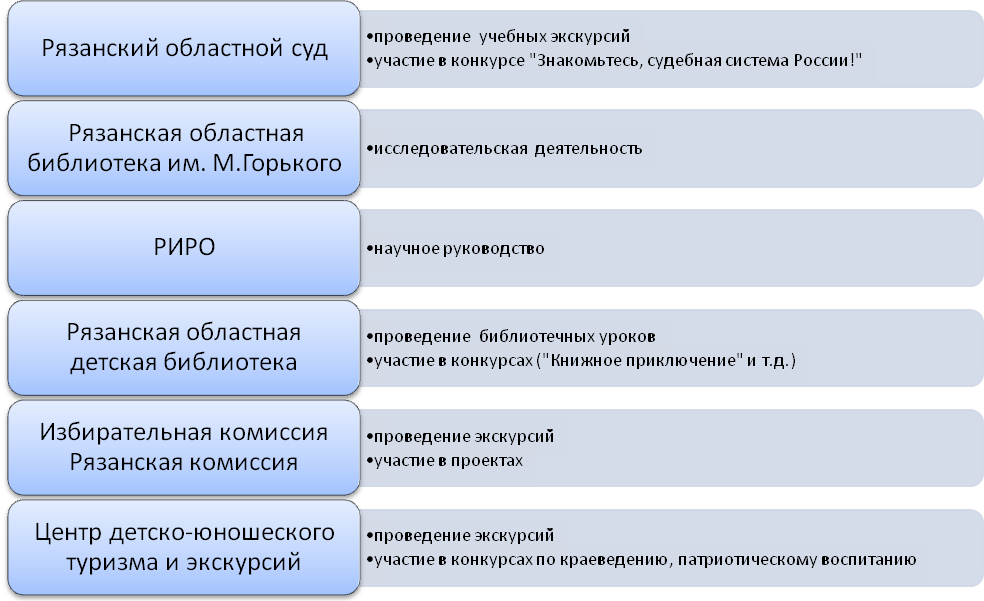 Рязанский областной суд
•проведение учебных экскурсий
•участие в конкурсе "Знакомьтесь, судебная система России!"
Рязанская областная
библиотека им. М.Горького
•исследовательская деятельность
РИРО
•научное руководство
Рязанская областная
детская библиотека
•проведение библиотечных уроков
•участие в конкурсах ("Книжное приключение" и т.д.)
Избирательная комиссия
Рязанская комиссия
•проведение экскурсий
•участие в проектах
Центр детско-юношеского
туризма и экскурсий
•проведение экскурсий
•участие в конкурсах по краеведению, патриотическому воспитанию